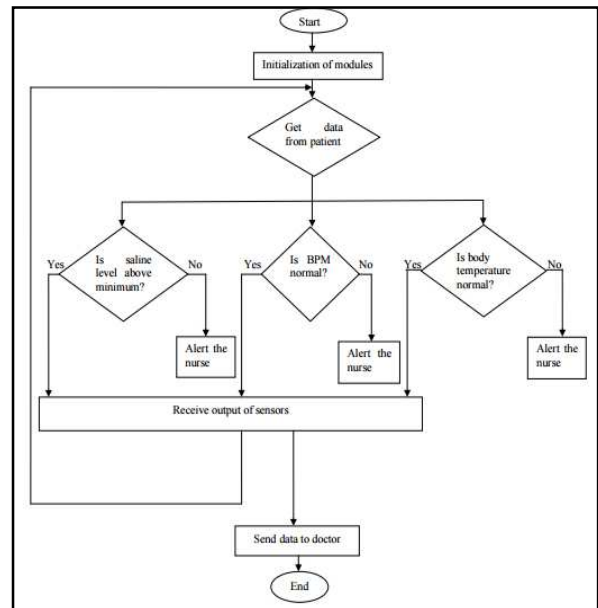 Start
Initialization of modules
Get data
from patient
Is saline
level above
minimum?
Yes
No
Is BPM
normal?
Yes
No
Is body
temperature
normal?
Yes
No
Alert the
nurse
Alert the
nurse
Alert the
nurse
Receive output of sensors
Send data to doctor
End